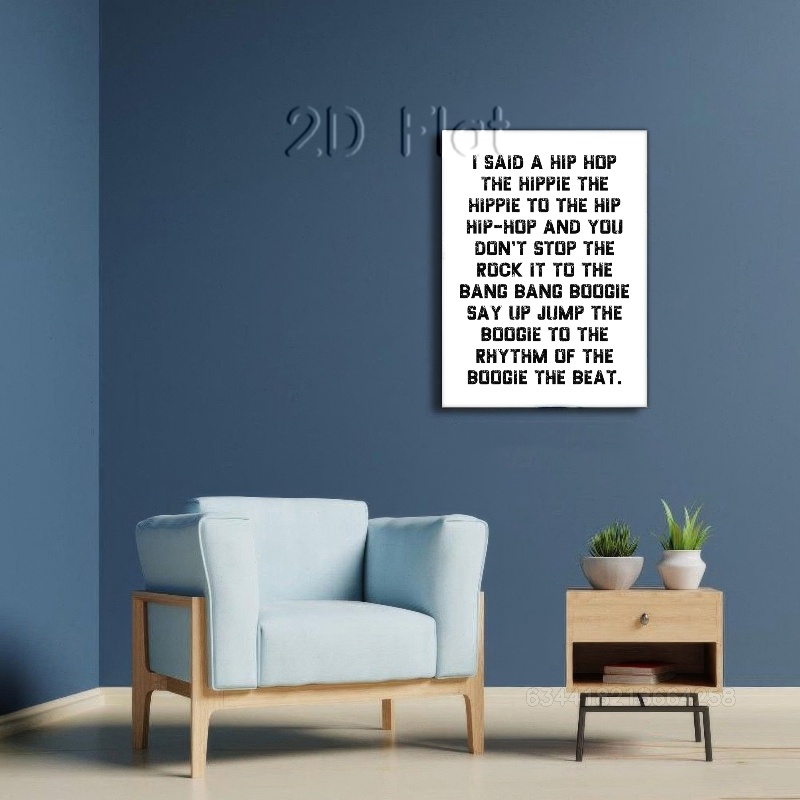 2D Flat
I SAID A HIP HOP
THE HIPPIE THE
HIPPIE TO THE HIP
HIP-HOP AND YOU
DON'T STOP THE
ROCK IT TO THE
BANG BANG BOOGIE
SAY UP JUMP THE
BOOGIE TO THE
RHYTHM OF THE
BOOGIE THE BEAT.